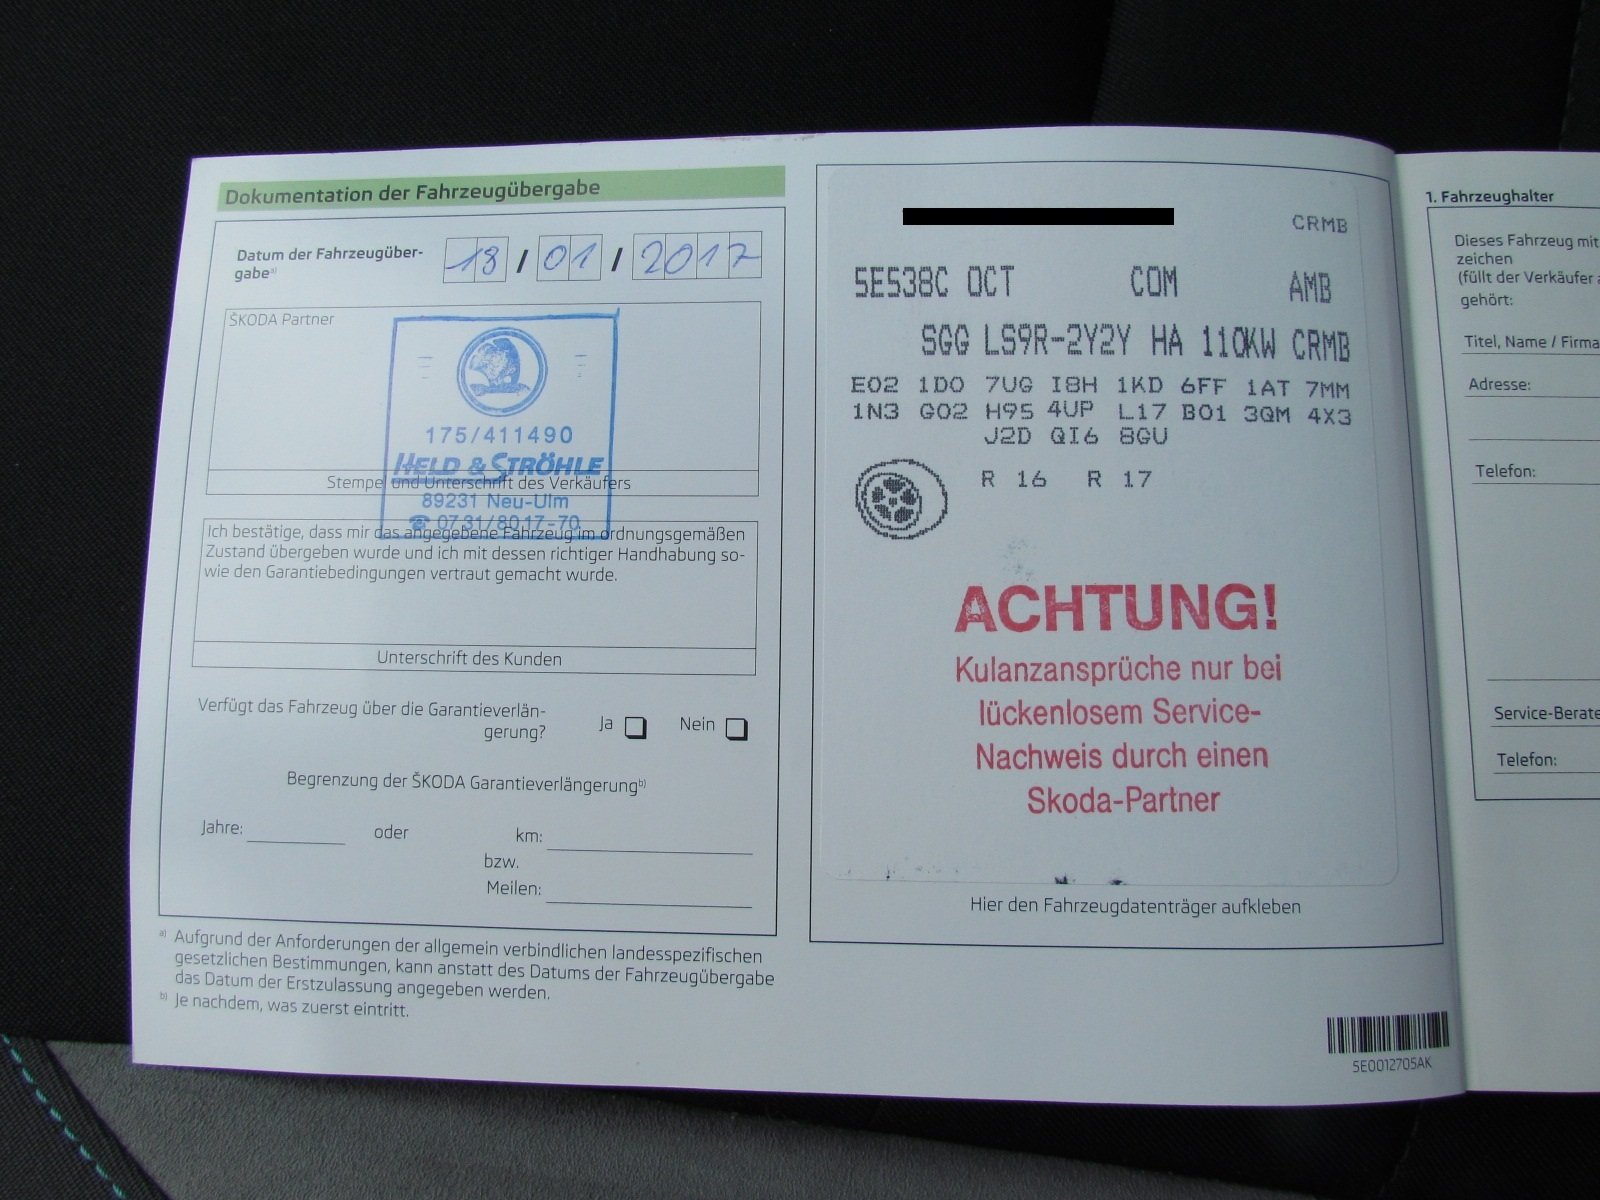 Dokumentation der Fahrzeugübergabe
Datum der Fahrzeugüber-
gabe a)
18 / 01 / 2017
ŠKODA Partner
175/411490
HELD & STRÖHLE
Stempel und Unterschrift des Verkäufers
89231 Neu-Ulm
☎ 0731/8017-70
Ich bestätige, dass mir das angegebene Fahrzeug im ordnungsgemäßen
Zustand übergeben wurde und ich mit dessen richtiger Handhabung so-
wie den Garantiebedingungen vertraut gemacht wurde.
Unterschrift des Kunden
Verfügt das Fahrzeug über die Garantieverlän-
gerung?
Ja Nein
Begrenzung der ŠKODA Garantieverlängerung b)
Jahre: oder km:
bzw.
Meilen:
a) Aufgrund der Anforderungen der allgemein verbindlichen landesspezifischen
gesetzlichen Bestimmungen, kann anstatt des Datums der Fahrzeugübergabe
das Datum der Erstzulassung angegeben werden.
b) Je nachdem, was zuerst eintritt.
CRMB
5E538C OCT COM AMB
SGG LS9R-2Y2Y HA 110KW CRMB
E02 1D0 7UG I8H 1KD 6FF 1AT 7MM
1N3 G02 H95 4UP L17 B01 3QM 4X3
J2D QI6 8GU
R 16 R 17
ACHTUNG!
Kulanzansprüche nur bei
lückenlosem Service-
Nachweis durch einen
Skoda-Partner
Hier den Fahrzeugdatenträger aufkleben
5E0012705AK
1. Fahrzeughalter
Dieses Fahrzeug mit
zeichen
(füllt der Verkäufer a
gehört:
Titel, Name / Firma
Adresse:
Telefon:
Service-Berate
Telefon: